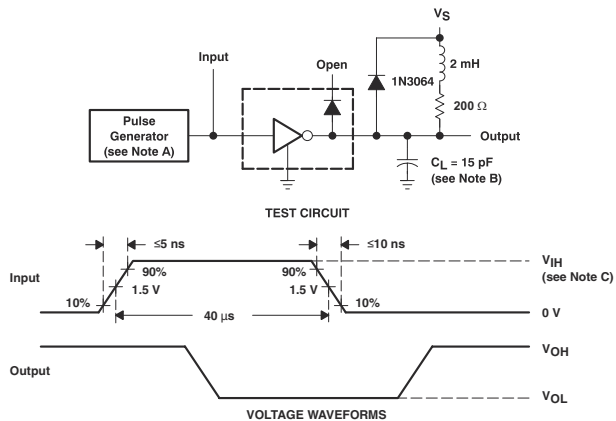 VS
Input
Open
2 mH
1N3064
200 Ω
Pulse
Generator
(see Note A)
Output
CL = 15 pF
(see Note B)
TEST CIRCUIT
≤5 ns
≤10 ns
Input
90%
90%
VIH
(see Note C)
1.5 V
1.5 V
10%
40 μs
10%
0 V
VOH
Output
VOL
VOLTAGE WAVEFORMS